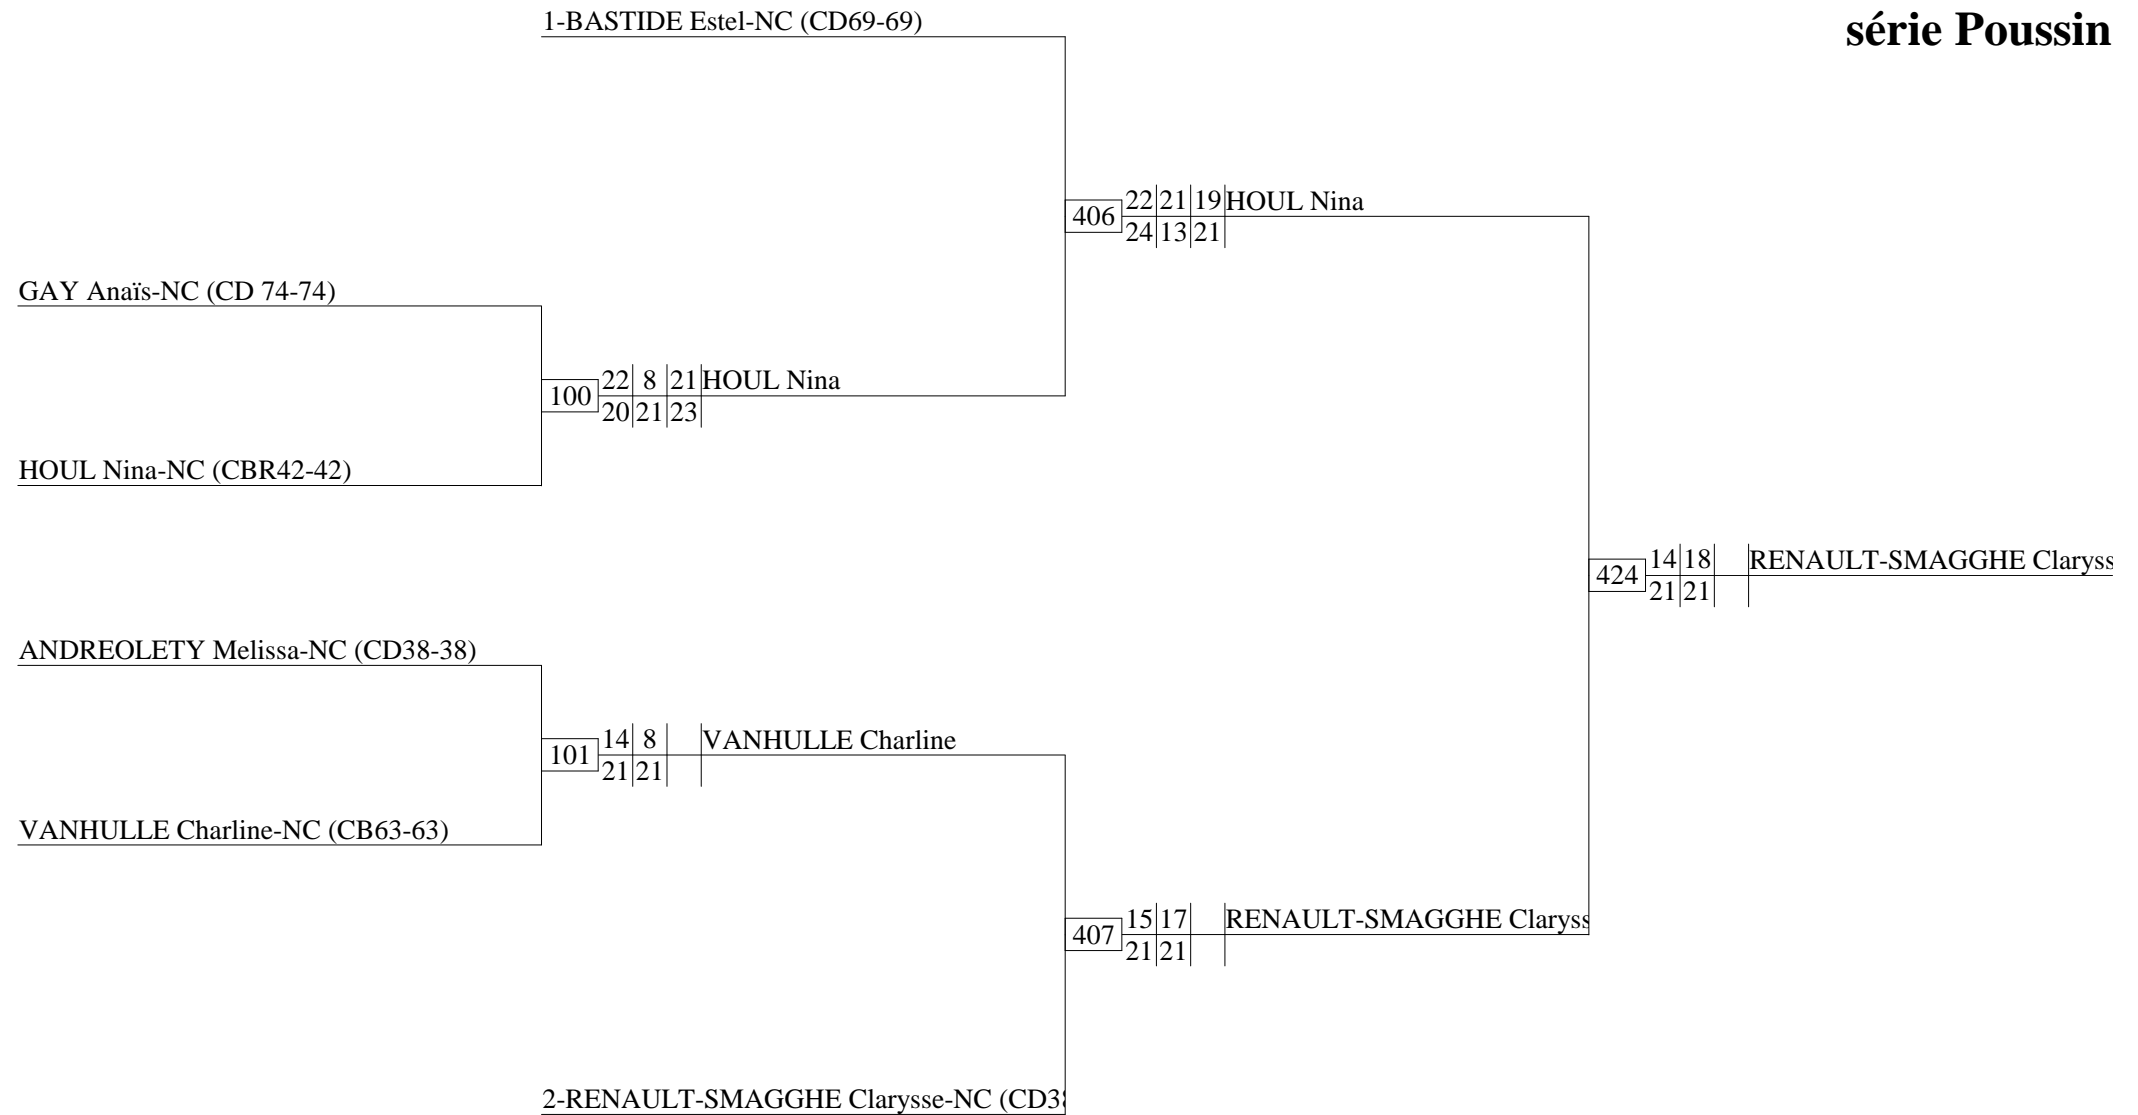 1-BASTIDE Estel-NC (CD69-69)
série Poussin
22 21 19 HOUL Nina
406
24 13 21
GAY Anaïs-NC (CD 74-74)
22 8 21 HOUL Nina
100
20 21 23
HOUL Nina-NC (CBR42-42)
14 18 RENAULT-SMAGGHE Claryss
424
21 21
ANDREOLETY Melissa-NC (CD38-38)
14 8 VANHULLE Charline
101
21 21
VANHULLE Charline-NC (CB63-63)
15 17 RENAULT-SMAGGHE Claryss
407
21 21
2-RENAULT-SMAGGHE Clarysse-NC (CD38